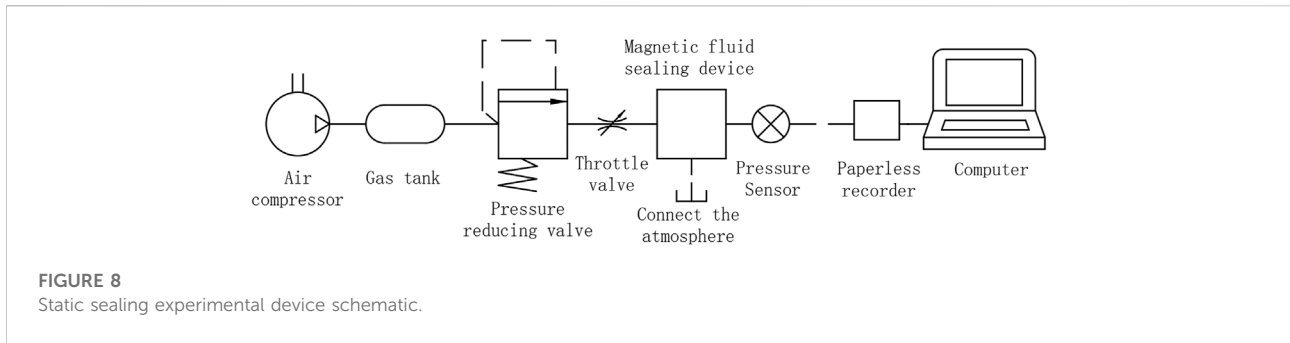 Magnetic fluid
sealing device
Air
compressor
Gas tank
Pressure
reducing valve
Throttle
valve
Connect the
atmosphere
Pressure
Sensor
Paperless
recorder
Computer
FIGURE 8
Static sealing experimental device schematic.